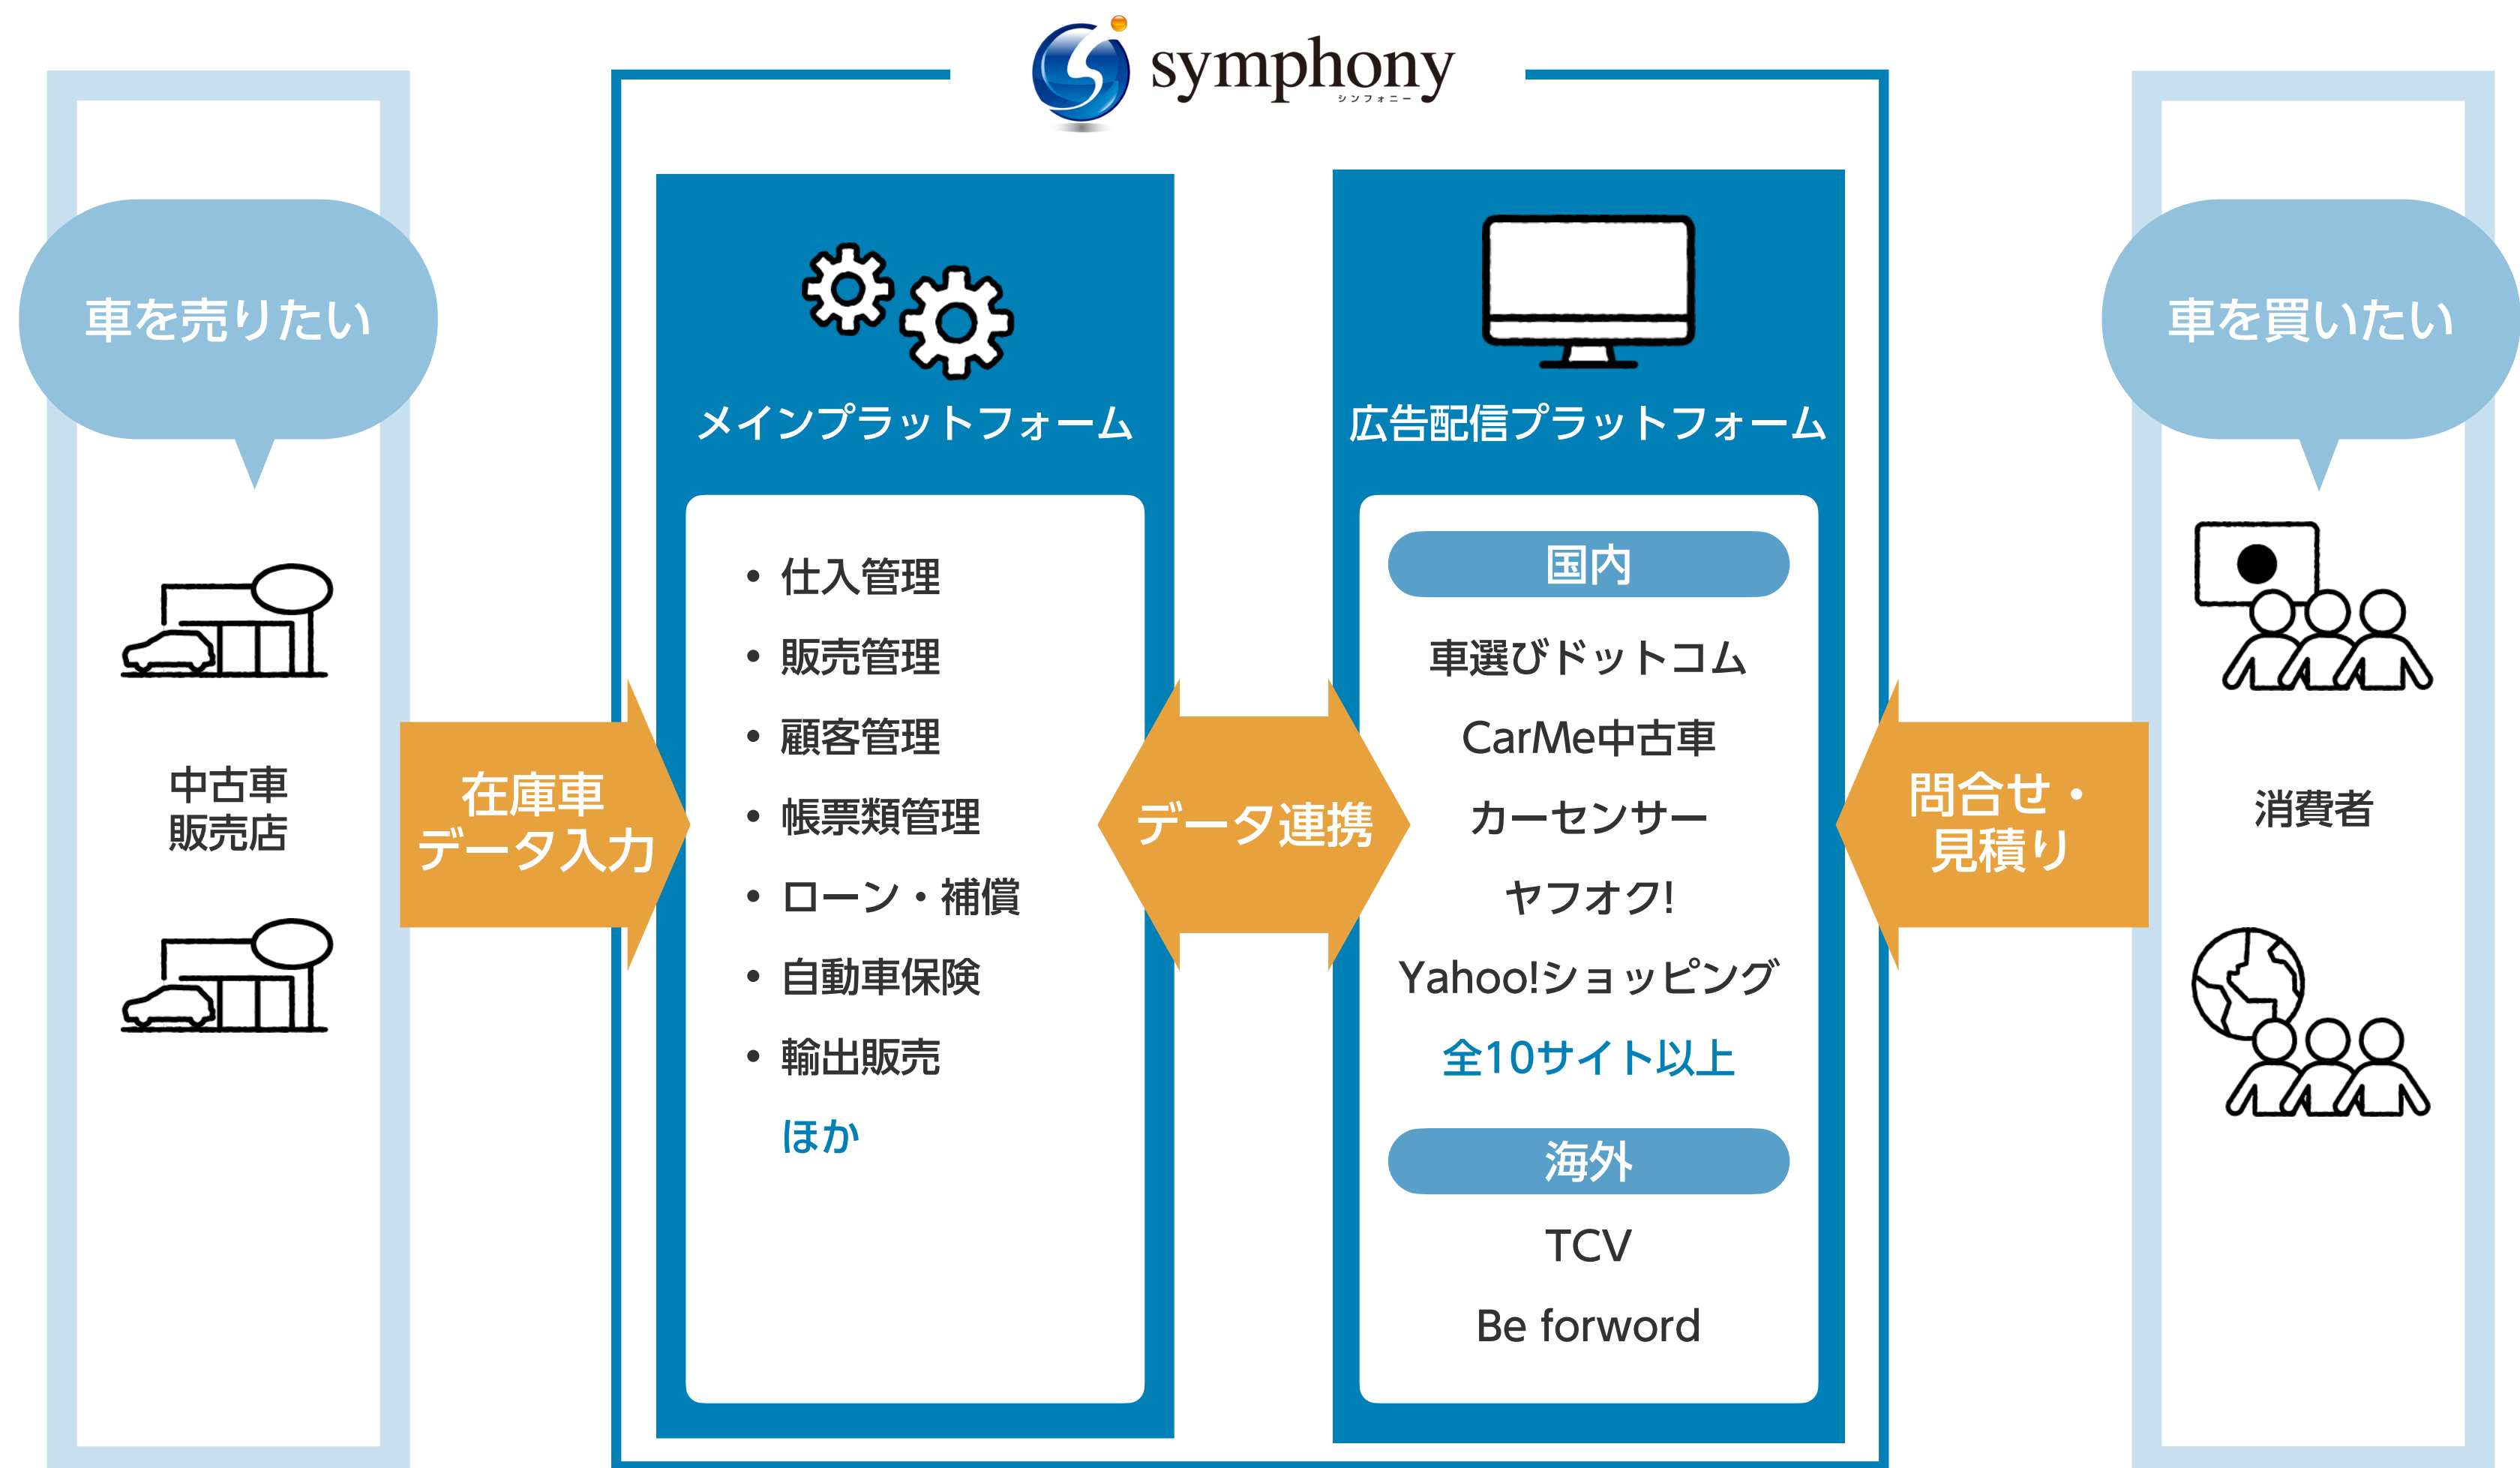 symphony
シンフォニー
車を売りたい
中古車
販売店
在庫車
データ入力
メインプラットフォーム
• 仕入管理
• 販売管理
• 顧客管理
• 帳票類管理
• ローン・補償
• 自動車保険
• 輸出販売
ほか
データ連携
広告配信プラットフォーム
国内
車選びドットコム
CarMe中古車
カーセンサー
ヤフオク!
Yahoo!ショッピング
全10サイト以上
海外
TCV
Be forword
問合せ・
見積り
車を買いたい
消費者